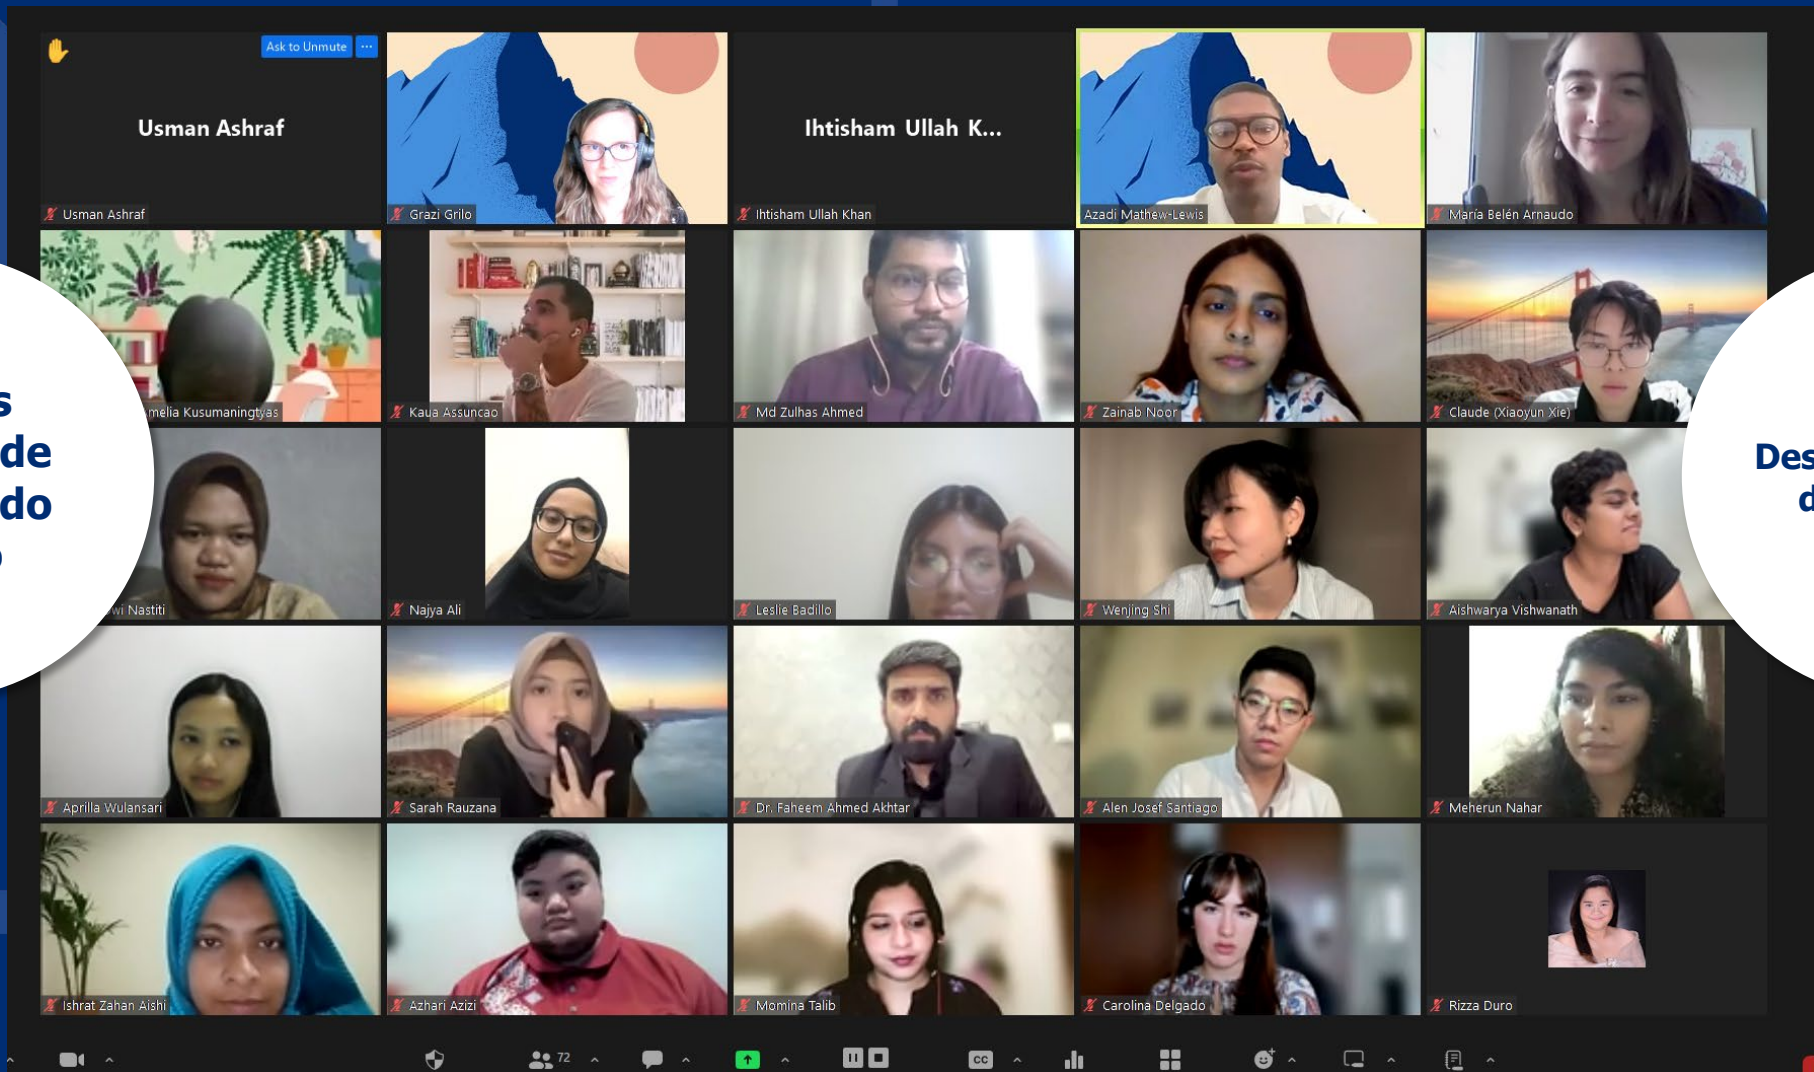 Ask to Unmute
Usman Ashraf
Usman Ashraf
Grazi Grilo
Ihtisham Ullah K...
Ihtisham Ullah Khan
Azadi Mathew-Lewis
María Belén Arnaudo
melia Kusumaningtyas
Kaua Assuncao
Md Zulhas Ahmed
Zainab Noor
Claude (Xiaoyun Xie)
s
de
do
o
Des
d
wi Nastiti
Najya Ali
Leslie Badillo
Wenjing Shi
Aishwarya Vishwanath
Aprilla Wulansari
Sarah Rauzana
Dr. Faheem Ahmed Akhtar
Alen Josef Santiago
Meherun Nahar
Ishrat Zahan Aishi
Azhari Azizi
Momina Talib
Carolina Delgado
Rizza Duro
72
CC